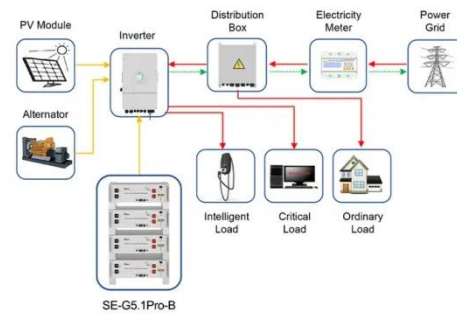 PV Module
Inverter
Distribution
Box
Electricity
Meter
Power
Grid
Alternator
Intelligent
Load
Critical
Load
Ordinary
Load
SE-G5.1Pro-B